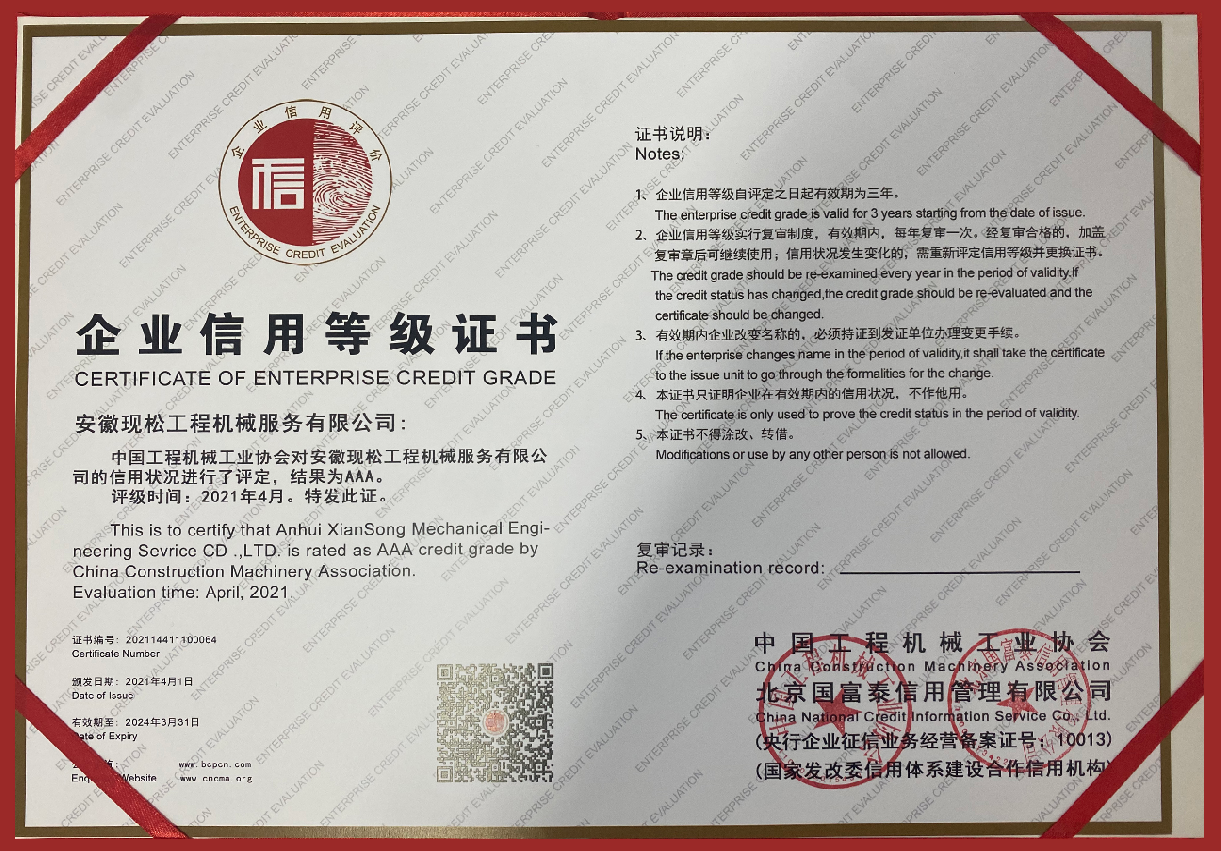 企业信用评价
信
ENTERPRISE CREDIT EVALUATION
企业信用等级证书
CERTIFICATE OF ENTERPRISE CREDIT GRADE
安徽现松工程机械服务有限公司：
中国工程机械工业协会对安徽现松工程机械服务有限公
司的信用状况进行了评定，结果为AAA。
评级时间：2021年4月。特发此证。
This is to certify that Anhui XianSong Mechanical Engi-
neering Sevrice CD .,LTD. is rated as AAA credit grade by
China Construction Machinery Association.
Evaluation time: April, 2021
证书编号：
Certificate Number
颁发日期：2021年4月1日
Date of Issue
有效期至：2024年3月31日
Date of Expiry
www.bcpcn.com
Website www.cncma.org
证书说明：
Notes:
1、企业信用等级自评定之日起有效期为三年。
The enterprise credit grade is valid for 3 years starting from the date of issue.
2、企业信用等级实行复审制度，有效期内，每年复审一次。经复审合格的，加盖
复审章后可继续使用；信用状况发生变化的，需重新评定信用等级并更换证书。
The credit grade should be re-examined every year in the period of validity.If
the credit status has changed,the credit grade should be re-evaluated and the
certificate should be changed.
3、有效期内企业改变名称的，必须持证到发证单位办理变更手续。
If the enterprise changes name in the period of validity,it shall take the certificate
to the issue unit to go through the formalities for the change.
4、本证书只证明企业在有效期内的信用状况，不作他用。
The certificate is only used to prove the credit status in the period of validity.
5、本证书不得涂改、转借。
Modifications or use by any other person is not allowed.
复审记录：
Re-examination record:
中国工程机械工业协会
China Construction Machinery Association
北京国富泰信用管理有限公司
China National Credit Information Service Co., Ltd.
(央行企业征信业务经营备案证号：10013)
(国家发改委信用体系建设合作信用机构)